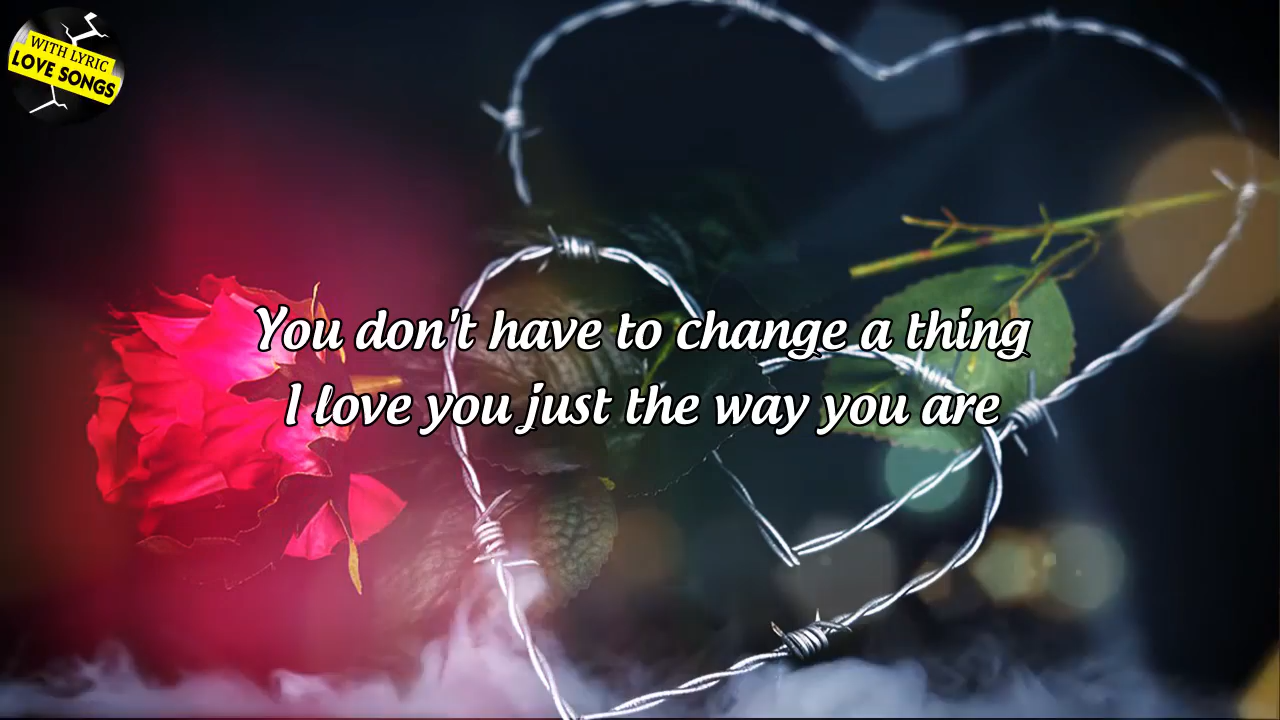 WITH LYRIC
LOVE SONGS
You don't have to change a thing
I love you just the way you are